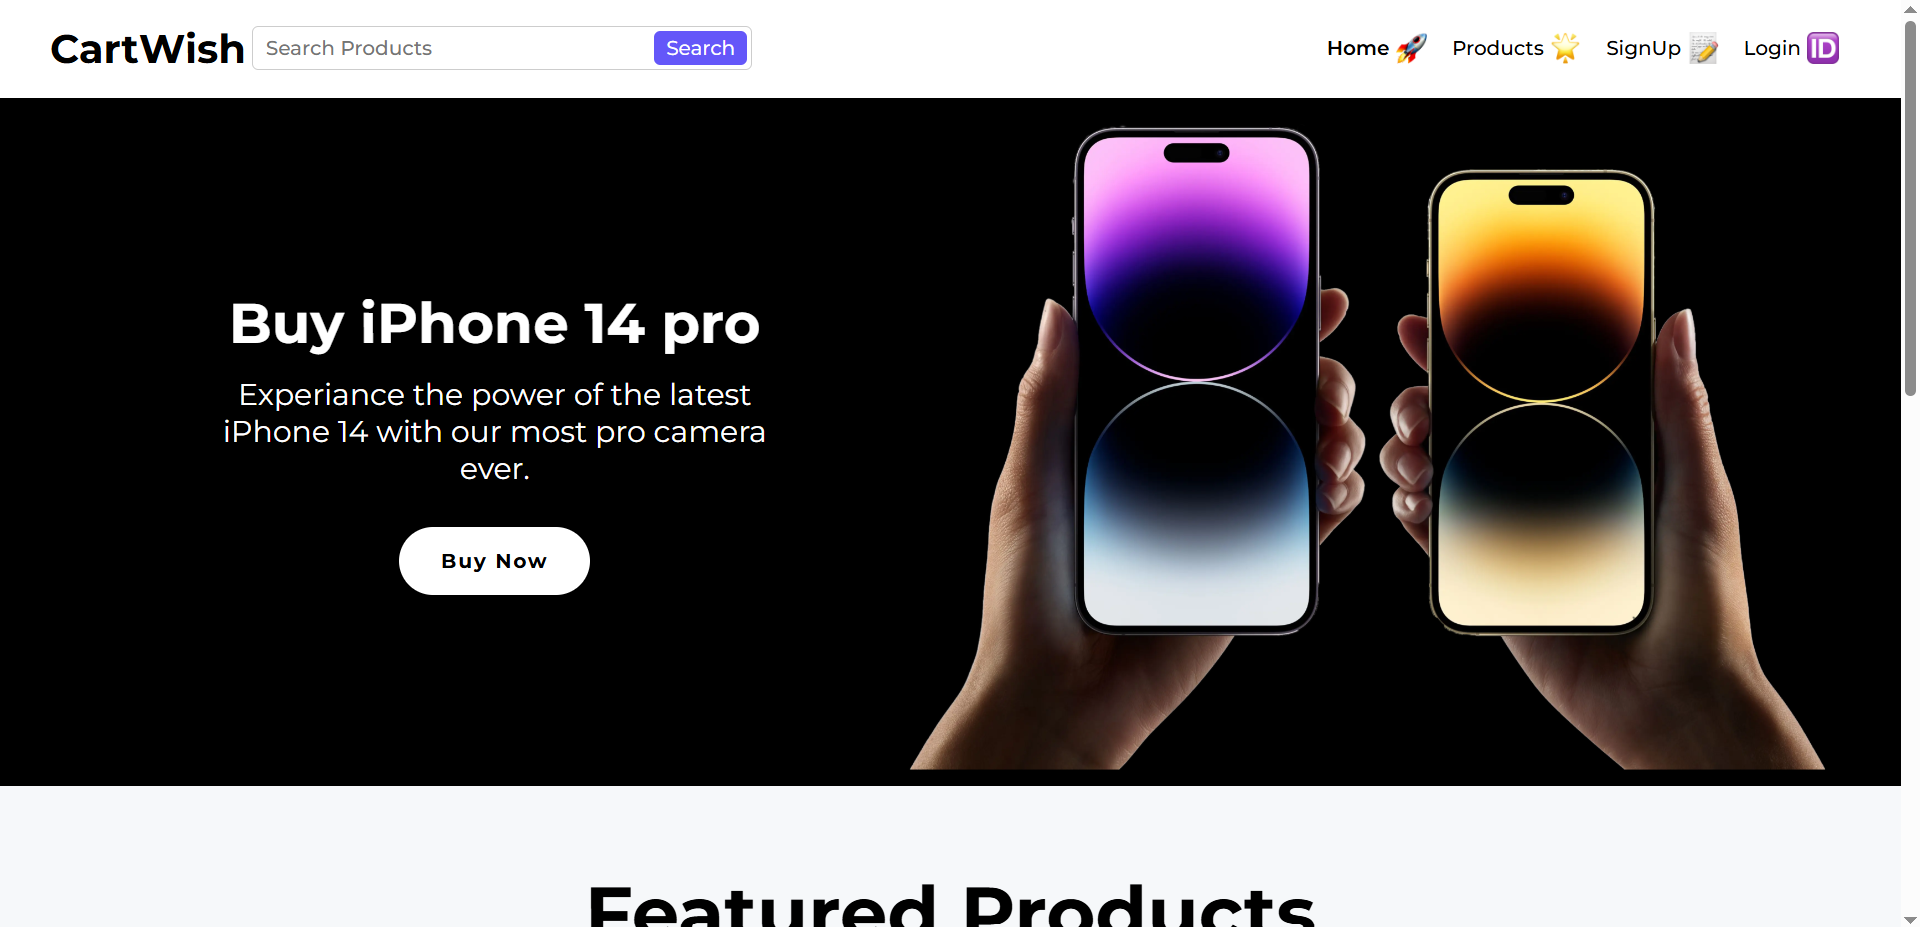 CartWish
Search Products
Search
Home 🚀
Products 🌟
SignUp 📝
Login 🆔
Buy iPhone 14 pro
Experiance the power of the latest
iPhone 14 with our most pro camera
ever.
Buy Now
Featured Products